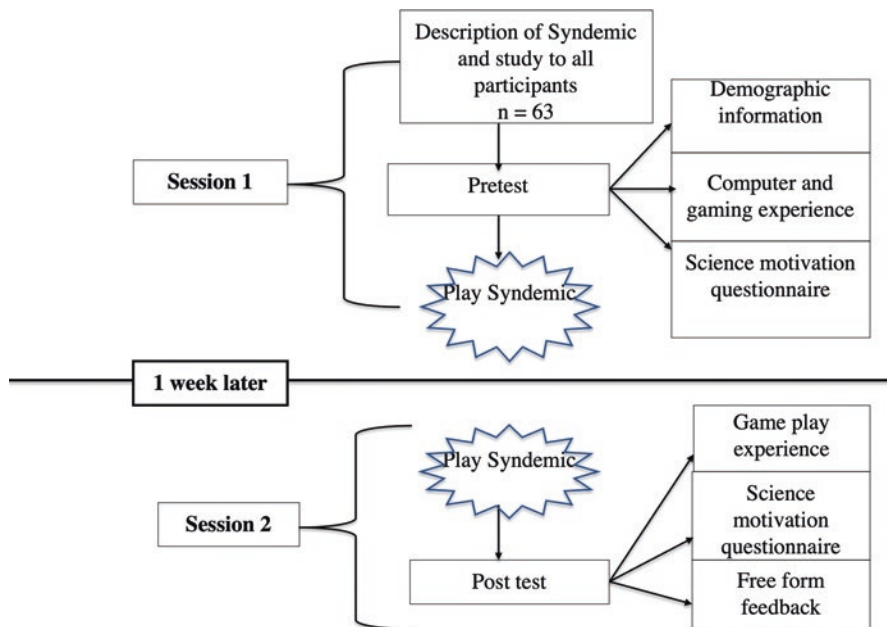 Description of Syndemic
and study to all
participants
n = 63
Demographic
information
Session 1
Pretest
Computer and
gaming experience
Science motivation
questionnaire
Play Syndemic
1 week later
Game play
experience
Play Syndemic
Science
motivation
questionnaire
Session 2
Post test
Free form
feedback